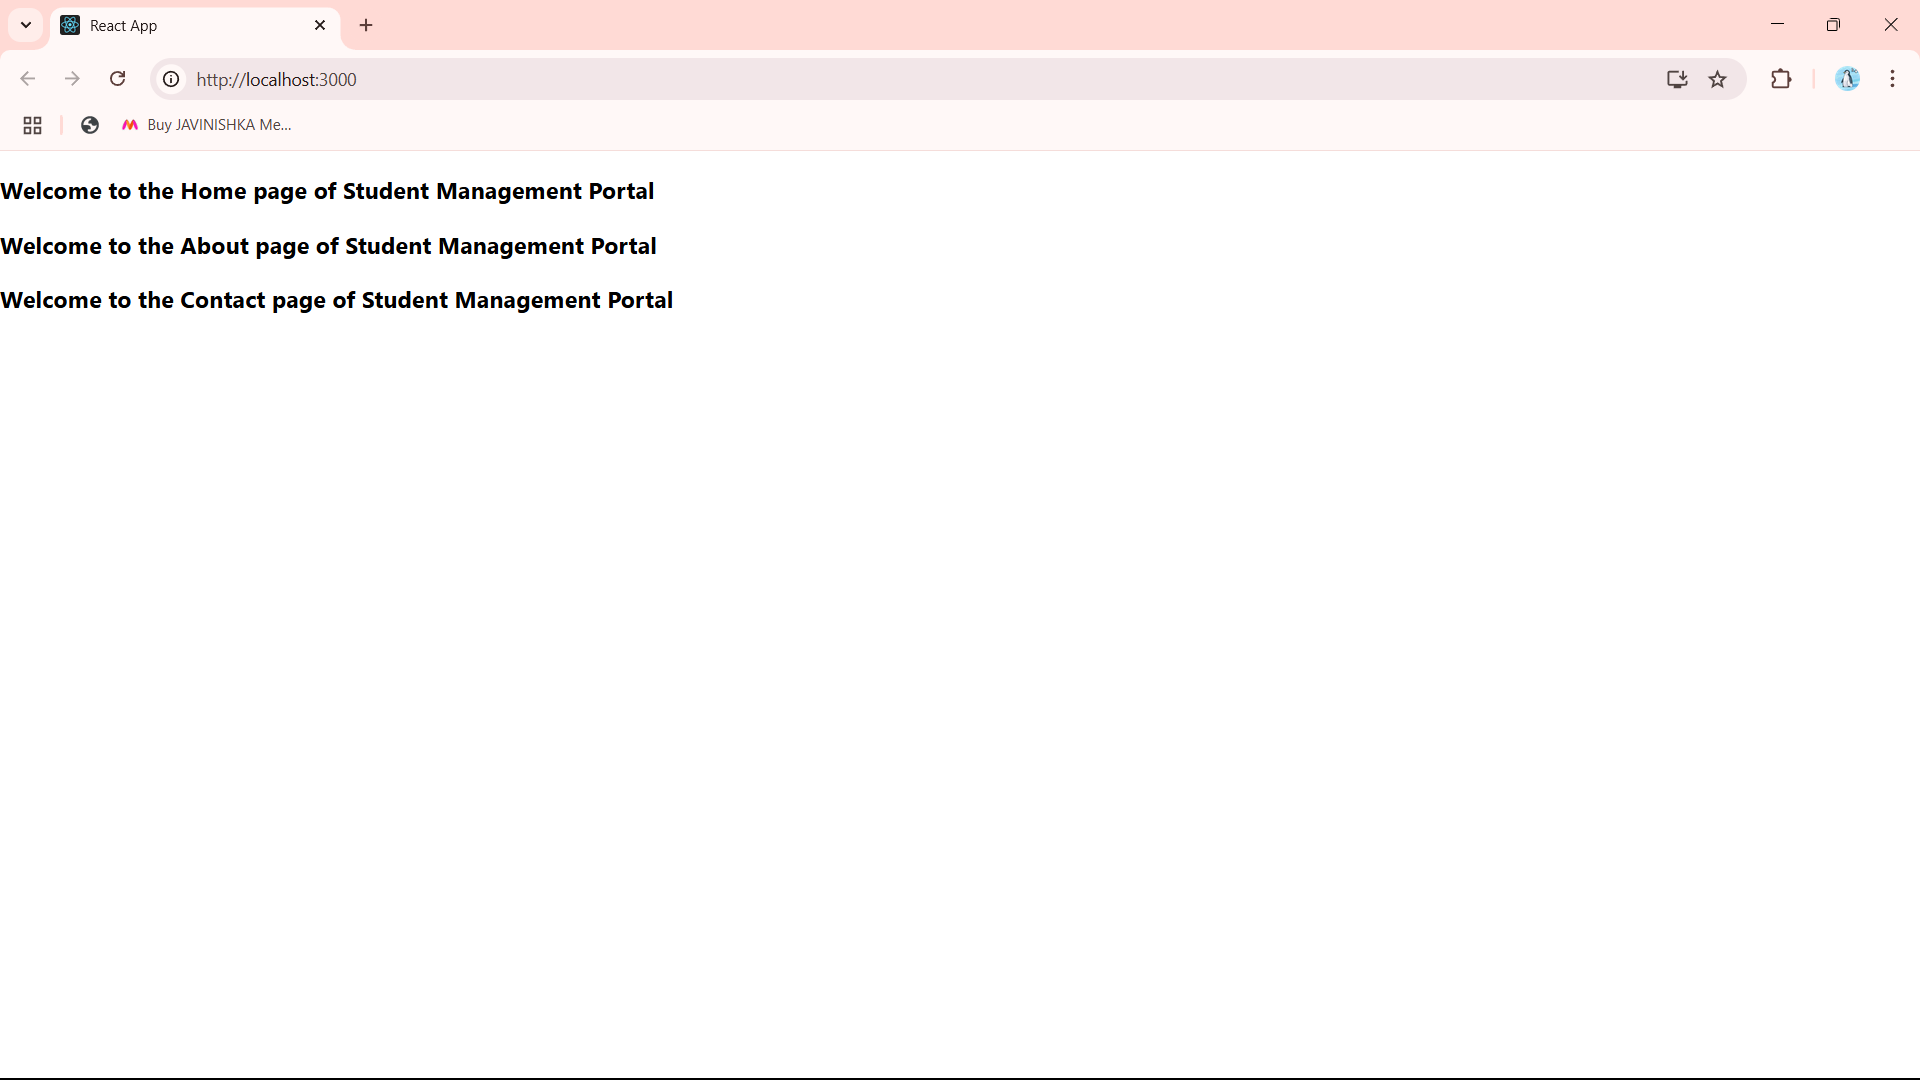 React App
http://localhost:3000
Buy JAVINISHKA Me...
Welcome to the Home page of Student Management Portal
Welcome to the About page of Student Management Portal
Welcome to the Contact page of Student Management Portal